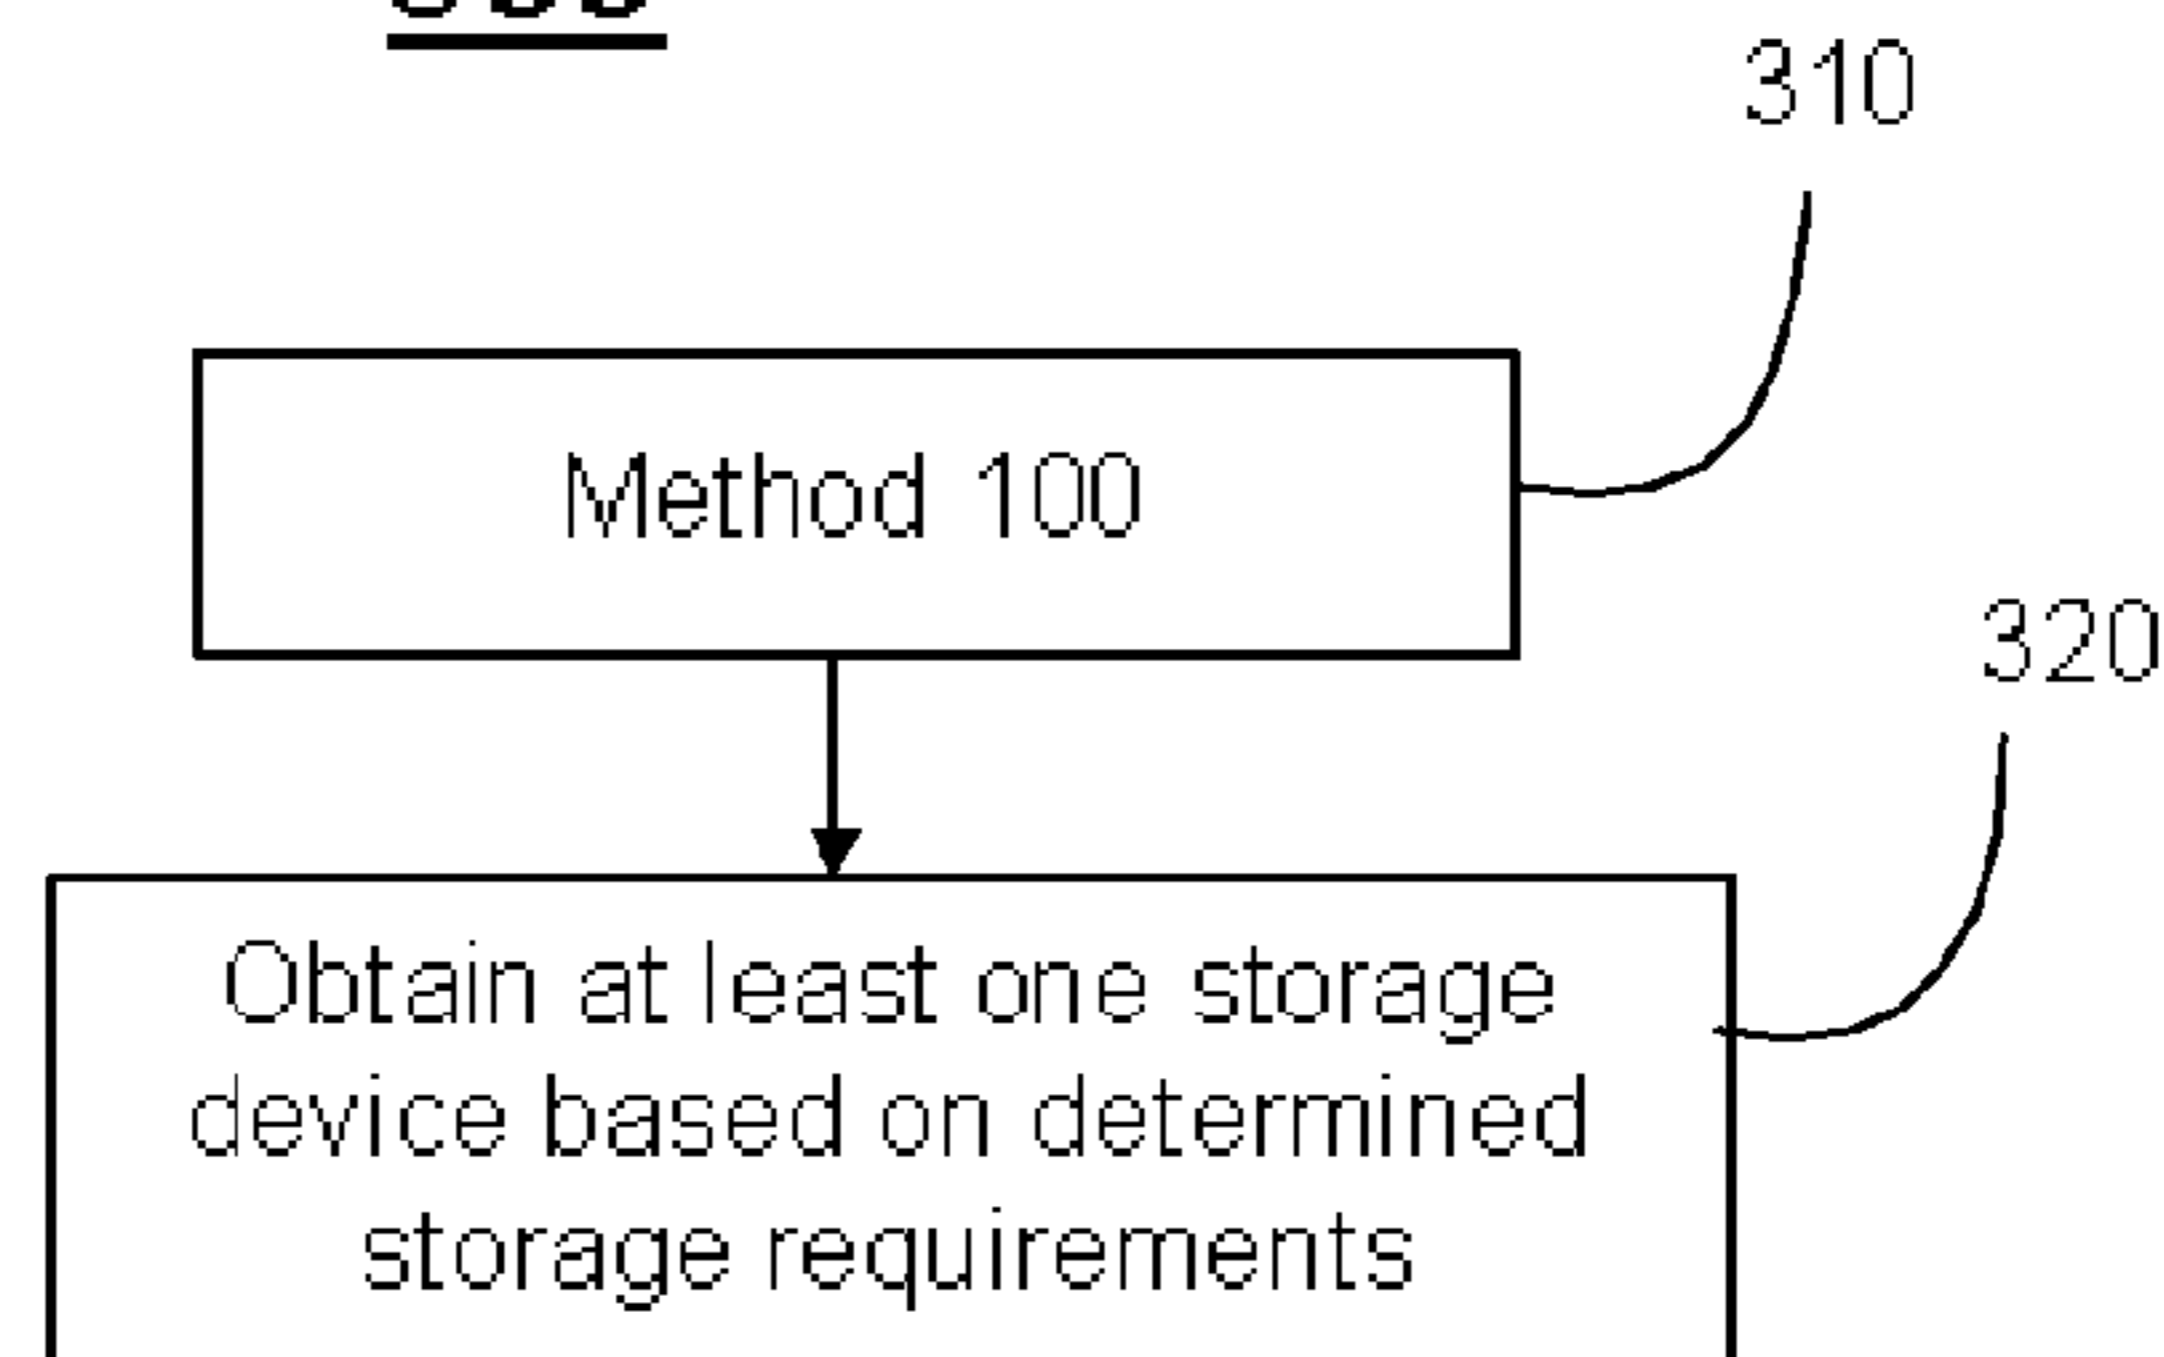 310
Method 100
320
Obtain at least one storage
device based on determined
storage requirements